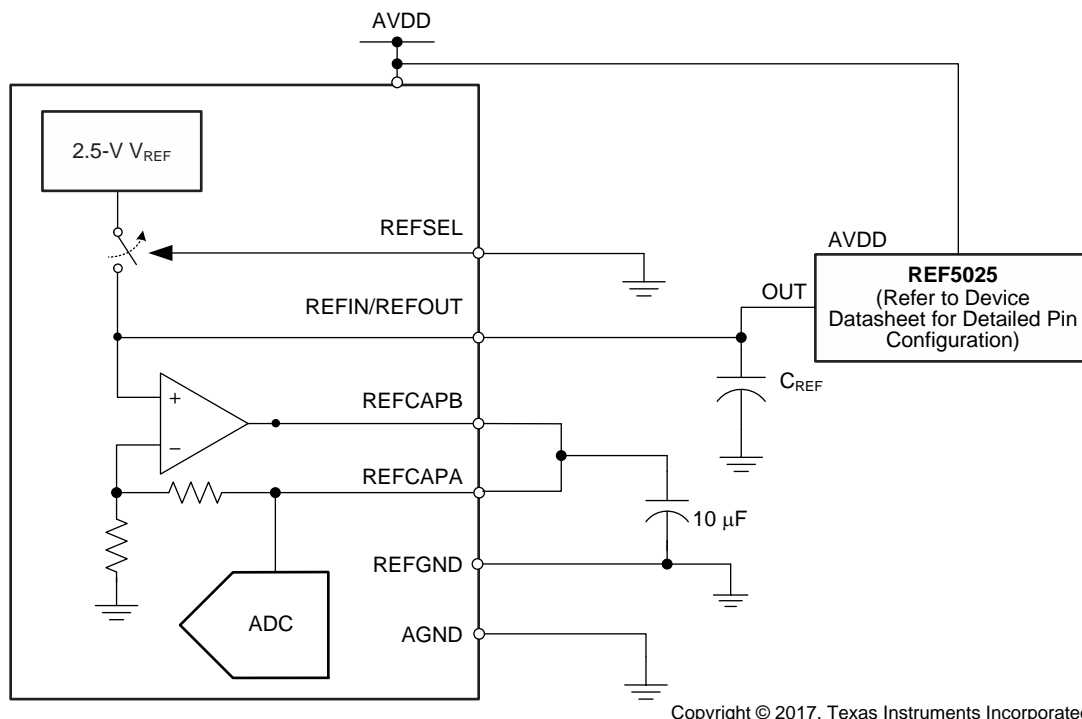 AVDD
2.5-V VREF
REFSEL
AVDD
REF5025
(Refer to Device
Datasheet for Detailed Pin
Configuration)
OUT
REFIN/REFOUT
CREF
+
REFCAPB
−
REFCAPA
10 μF
REFGND
ADC
AGND
Copyright © 2017, Texas Instruments Incorporated